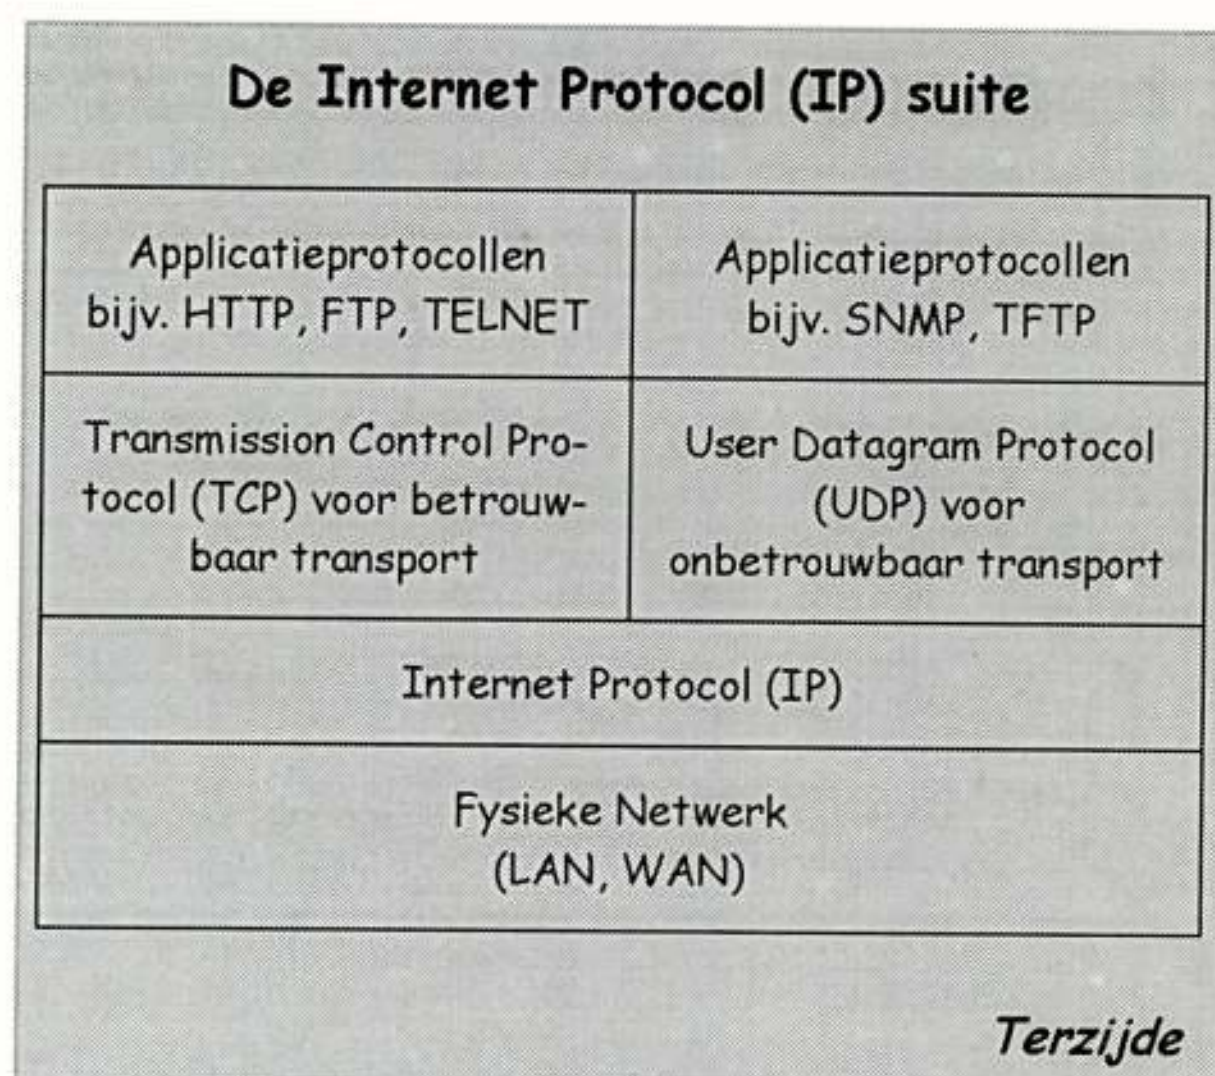 De Internet Protocol (IP) suite
Applicatieprotocollen
bijv. HTTP, FTP, TELNET
Applicatieprotocollen
bijv. SNMP, TFTP
Transmission Control Pro-
tocol (TCP) voor betrouw-
baar transport
User Datagram Protocol
(UDP) voor
onbetrouwbaar transport
Internet Protocol (IP)
Fysieke Netwerk
(LAN, WAN)
Terzijde